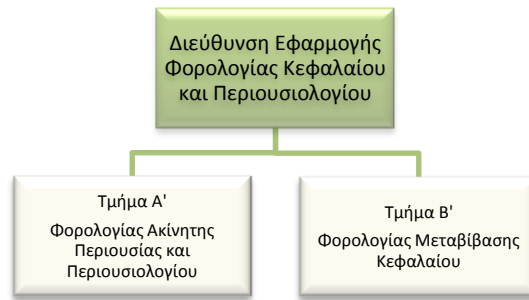 Διεύθυνση Εφαρμογής
Φορολογίας Κεφαλαίου
και Περιουσιολογίου
Τμήμα Α'
Φορολογίας Ακίνητης
Περιουσίας και
Περιουσιολογίου
Τμήμα Β'
Φορολογίας Μεταβίβασης
Κεφαλαίου